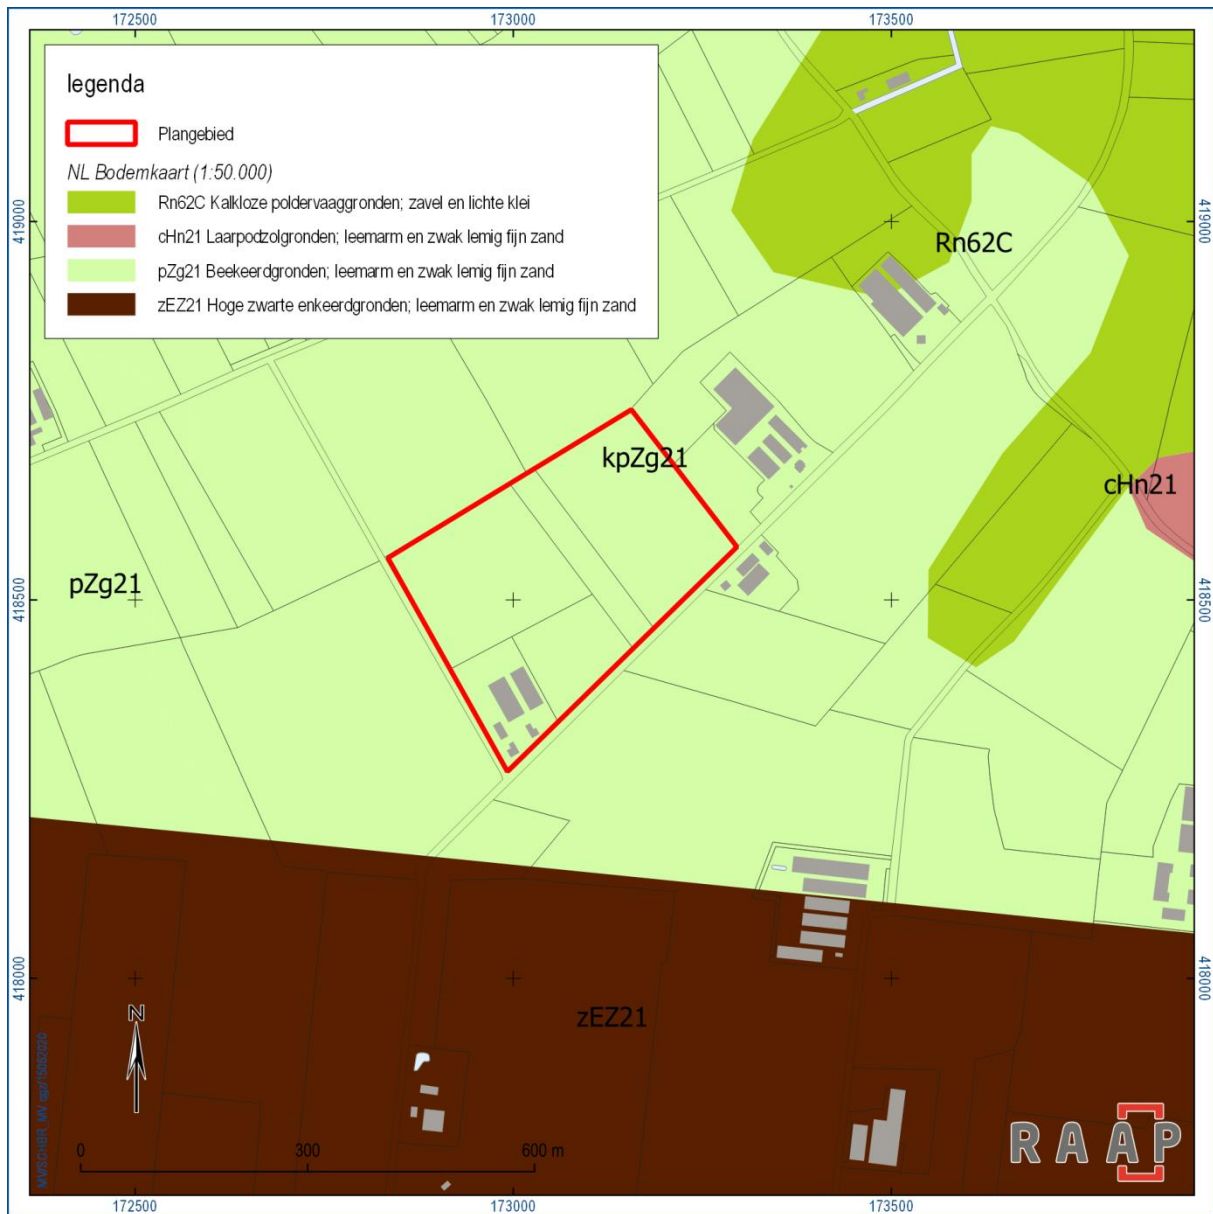 172500 173000 173500
legenda
Plangebied
NL Bodemkaart (1:50.000)
Rn62C Kalkloze poldervaaggronden; zavel en lichte klei
cHn21 Laarpodzolgronden; leemarm en zwak lemig fijn zand
pZg21 Beekeerdgronden; leemarm en zwak lemig fijn zand
zEZ21 Hoge zwarte enkeerdgronden; leemarm en zwak lemig fijn zand
419000 419000
Rn62C
kpZg21
cHn21
pZg21
418500 418500
418000 418000
zEZ21
N
0 300 600 m
RAAP
172500 173000 173500